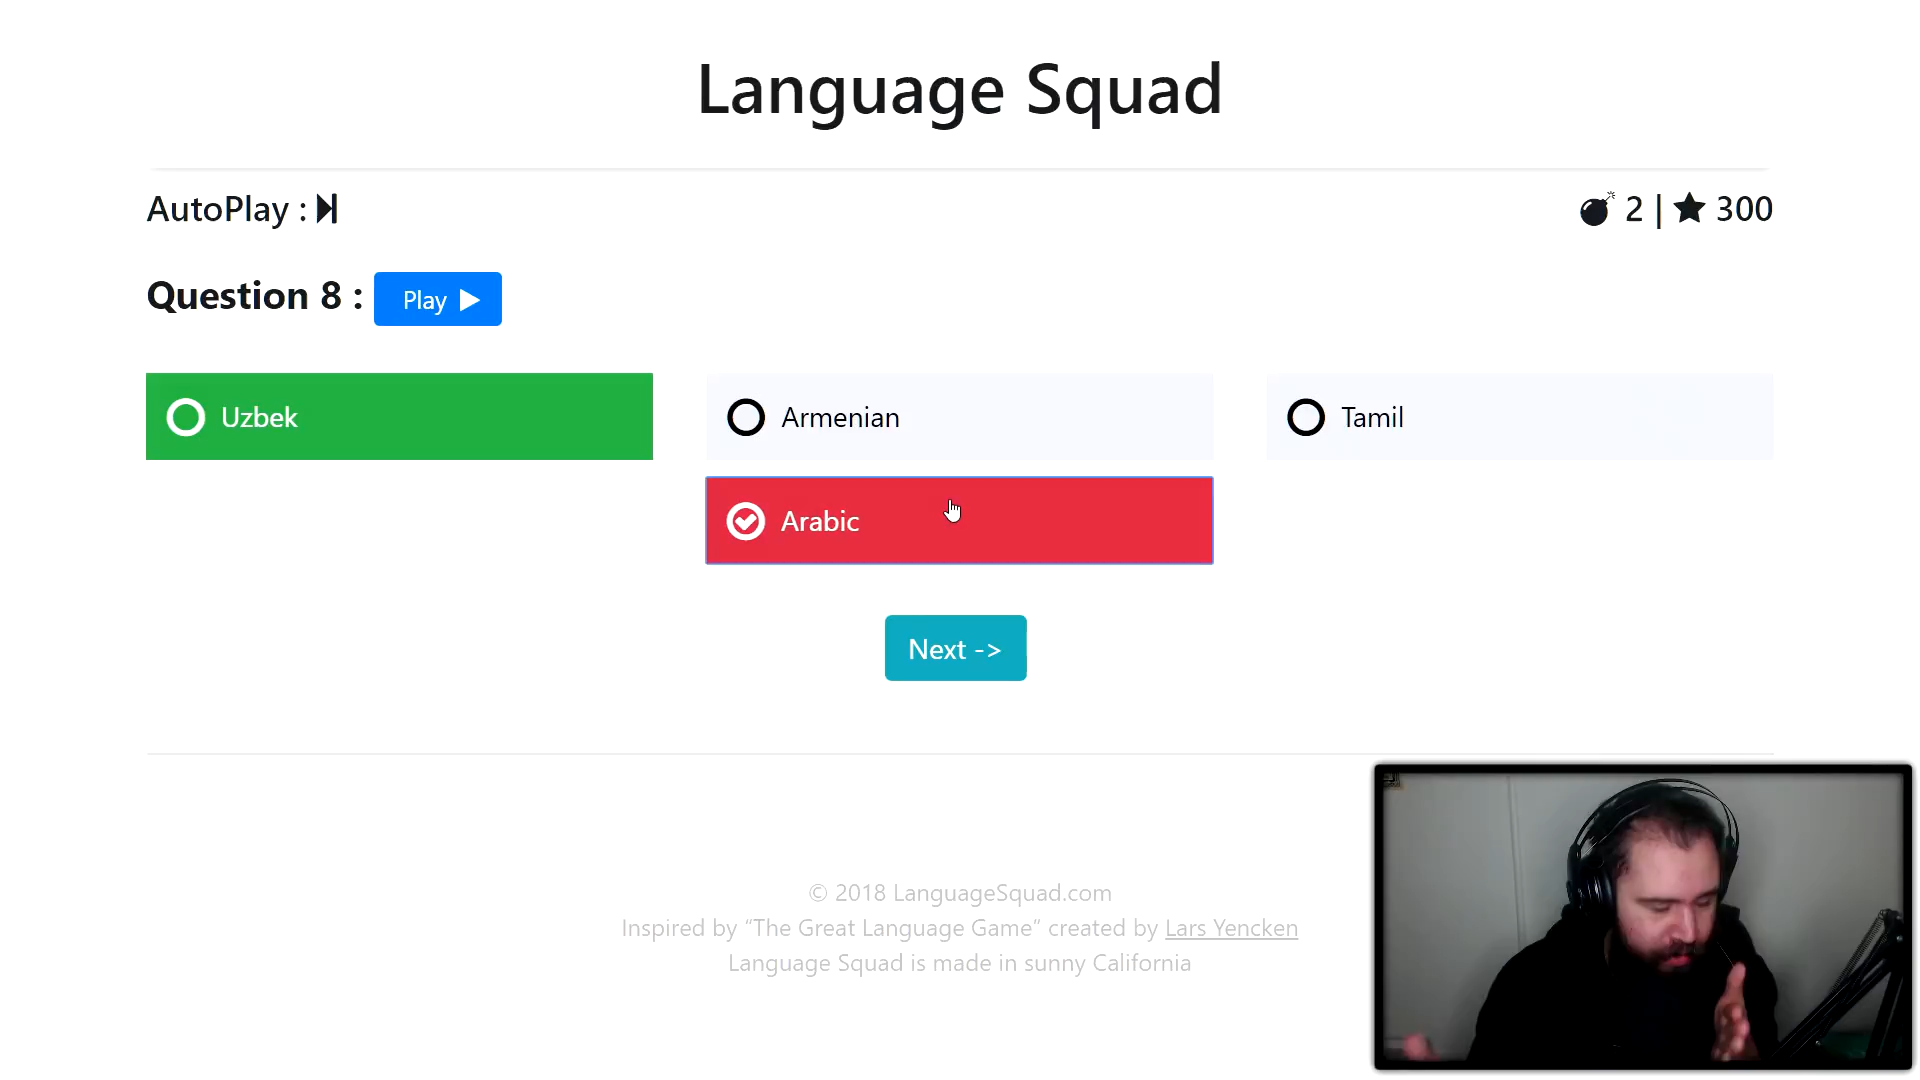 Language Squad
AutoPlay :
2 | 300
Question 8 : Play
Uzbek
Armenian
Tamil
Arabic
Next ->
© 2018 LanguageSquad.com
Inspired by “The Great Language Game” created by Lars Yencken
Language Squad is made in sunny California